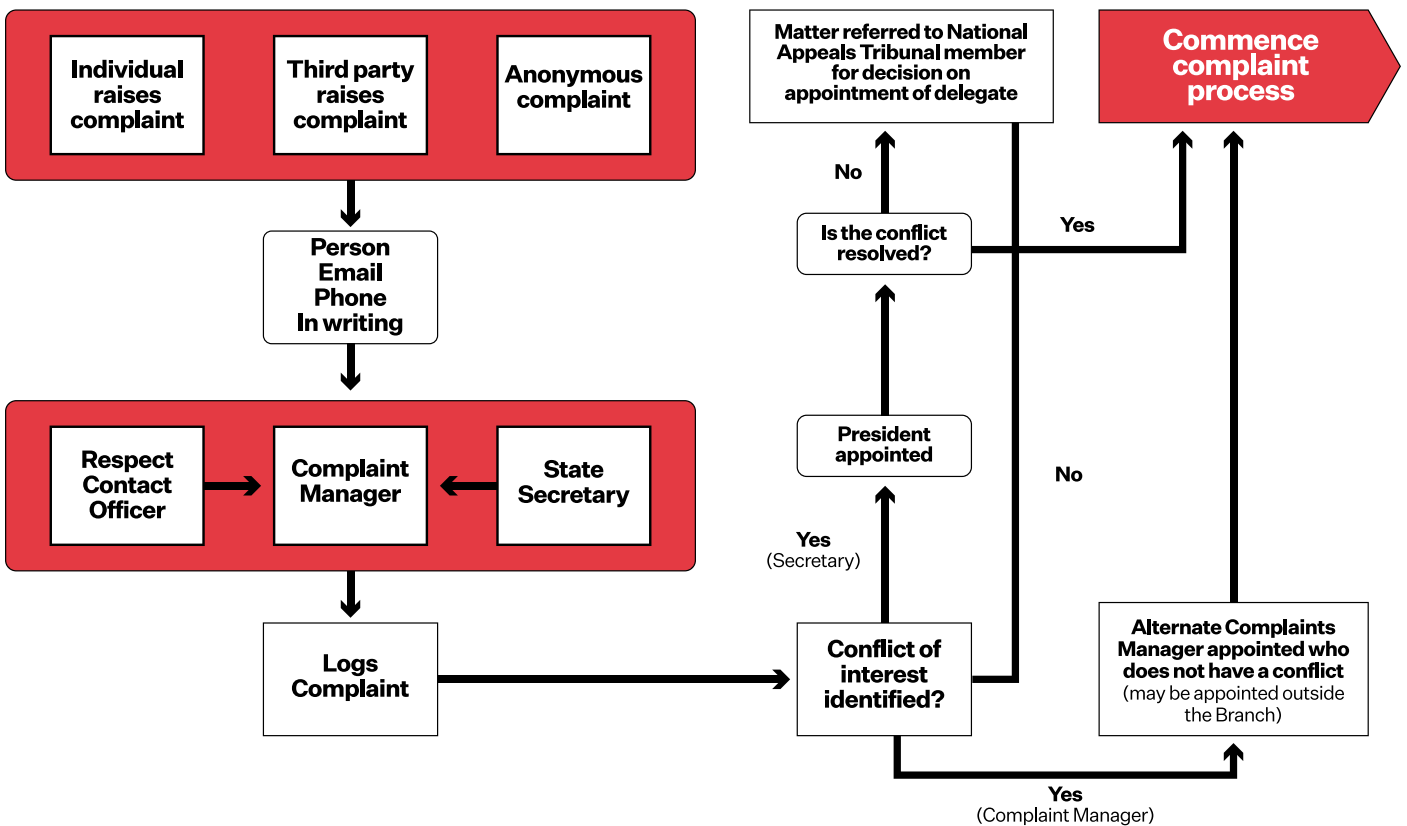 Individual
raises
complaint
Third party
raises
complaint
Anonymous
complaint
Person
Email
Phone
In writing
Respect
Contact
Officer
Complaint
Manager
State
Secretary
Logs
Complaint
Matter referred to National
Appeals Tribunal member
for decision on
appointment of delegate
Commence
complaint
process
No
Is the conflict
resolved?
Yes
President
appointed
No
Yes
(Secretary)
Conflict of
interest
identified?
Alternate Complaints
Manager appointed who
does not have a conflict
(may be appointed outside
the Branch)
Yes
(Complaint Manager)